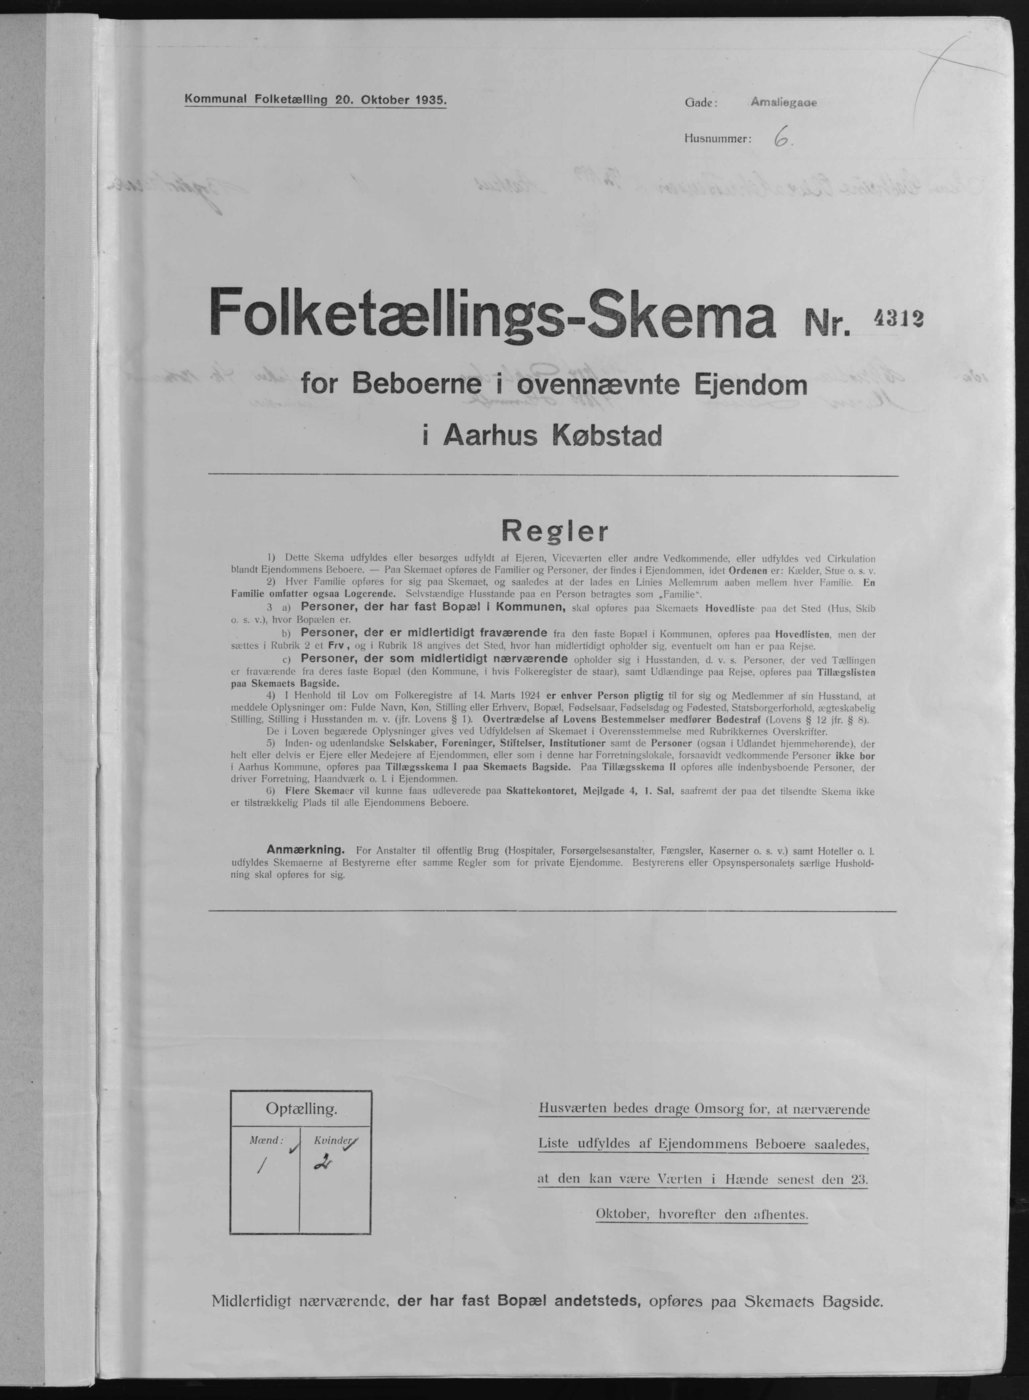 Kommunal Folketælling 20. Oktober 1935.
Gade: Amaliegade
Husnummer: 6.
Folketællings-Skema Nr. 4312
for Beboerne i ovennævnte Ejendom
i Aarhus Købstad
Regler
1) Dette Skema udfyldes eller besørges udfyldt af Ejeren, Viceværten eller andre Vedkommende, eller udfyldes ved Cirkulation
blandt Ejendommens Beboere. — Paa Skemaet opføres de Familier og Personer, der findes i Ejendommen, idet Ordenen er: Kælder, Stue o. s. v.
2) Hver Familie opføres for sig paa Skemaet, og saaledes at der lades en Linies Mellemrum aaben mellem hver Familie. En
Familie omfatter ogsaa Logerende. Selvstændige Husstande paa en Person betragtes som „Familie".
3 a) Personer, der har fast Bopæl i Kommunen, skal opføres paa Skemaets Hovedliste paa det Sted (Hus, Skib
o. s. v.), hvor Bopælen er.
b) Personer, der er midlertidigt fraværende fra den faste Bopæl i Kommunen, opføres paa Hovedlisten, men der
sættes i Rubrik 2 et Frv, og i Rubrik 18 angives det Sted, hvor han midlertidigt opholder sig, eventuelt om han er paa Rejse.
c) Personer, der som midlertidigt nærværende opholder sig i Husstanden, d. v. s. Personer, der ved Tællingen
er fraværende fra deres faste Bopæl (den Kommune, i hvis Folkeregister de staar), samt Udlændinge paa Rejse, opføres paa Tillægslisten
paa Skemaets Bagside.
4) I Henhold til Lov om Folkeregistre af 14. Marts 1924 er enhver Person pligtig til for sig og Medlemmer af sin Husstand, at
meddele Oplysninger om: Fulde Navn, Køn, Stilling eller Erhverv, Bopæl, Fødselsaar, Fødselsdag og Fødested, Statsborgerforhold, ægteskabelig
Stilling, Stilling i Husstanden m. v. (jfr. Lovens § 1). Overtrædelse af Lovens Bestemmelser medfører Bødestraf (Lovens § 12 jfr. § 8).
De i Loven begærede Oplysninger gives ved Udfyldelsen af Skemaet i Overensstemmelse med Rubrikkernes Overskrifter.
5) Inden- og udenlandske Selskaber, Foreninger, Stiftelser, Institutioner samt de Personer (ogsaa i Udlandet hjemmehørende), der
helt eller delvis er Ejere eller Medejere af Ejendommen, eller som i denne har Forretningslokale, forsaavidt vedkommende Personer ikke bor
i Aarhus Kommune, opføres paa Tillægsskema I paa Skemaets Bagside. Paa Tillægsskema II opføres alle indenbysboende Personer, der
driver Forretning, Haandværk o. l. i Ejendommen.
6) Flere Skemaer vil kunne faas udleverede paa Skattekontoret, Mejlgade 4, 1. Sal, saafremt der paa det tilsendte Skema ikke
er tilstrækkelig Plads til alle Ejendommens Beboere.
Anmærkning. For Anstalter til offentlig Brug (Hospitaler, Forsørgelsesanstalter, Fængsler, Kaserner o. s. v.) samt Hoteller o. l.
udfyldes Skemaerne af Bestyrerne efter samme Regler som for private Ejendomme. Bestyrerens eller Opsynspersonalets særlige Hushold-
ning skal opføres for sig.
Optælling.
Mænd: Kvinder:
1 2
Husværten bedes drage Omsorg for, at nærværende
Liste udfyldes af Ejendommens Beboere saaledes,
at den kan være Værten i Hænde senest den 23.
Oktober, hvorefter den afhentes.
Midlertidigt nærværende, der har fast Bopæl andetsteds, opføres paa Skemaets Bagside.